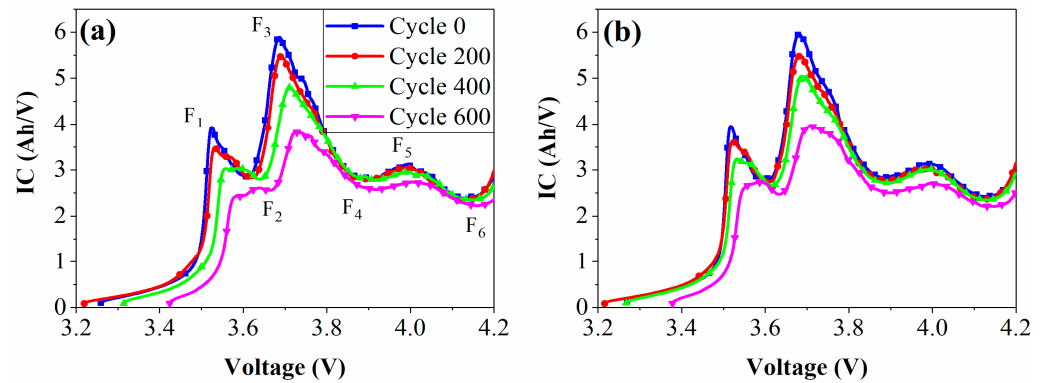 (a)
Cycle 0
Cycle 200
Cycle 400
Cycle 600
F1
F2
F3
F4
F5
F6
IC (Ah/V)
6
5
4
3
2
1
0
3.2 3.4 3.6 3.8 4.0 4.2
Voltage (V)
(b)
IC (Ah/V)
6
5
4
3
2
1
0
3.2 3.4 3.6 3.8 4.0 4.2
Voltage (V)